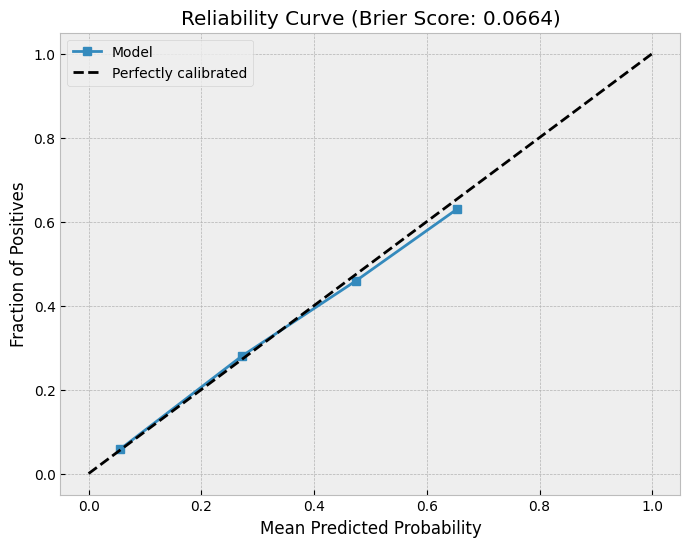 Reliability Curve (Brier Score: 0.0664)
Model
Perfectly calibrated
Fraction of Positives
1.0
0.8
0.6
0.4
0.2
0.0
0.0 0.2 0.4 0.6 0.8 1.0
Mean Predicted Probability